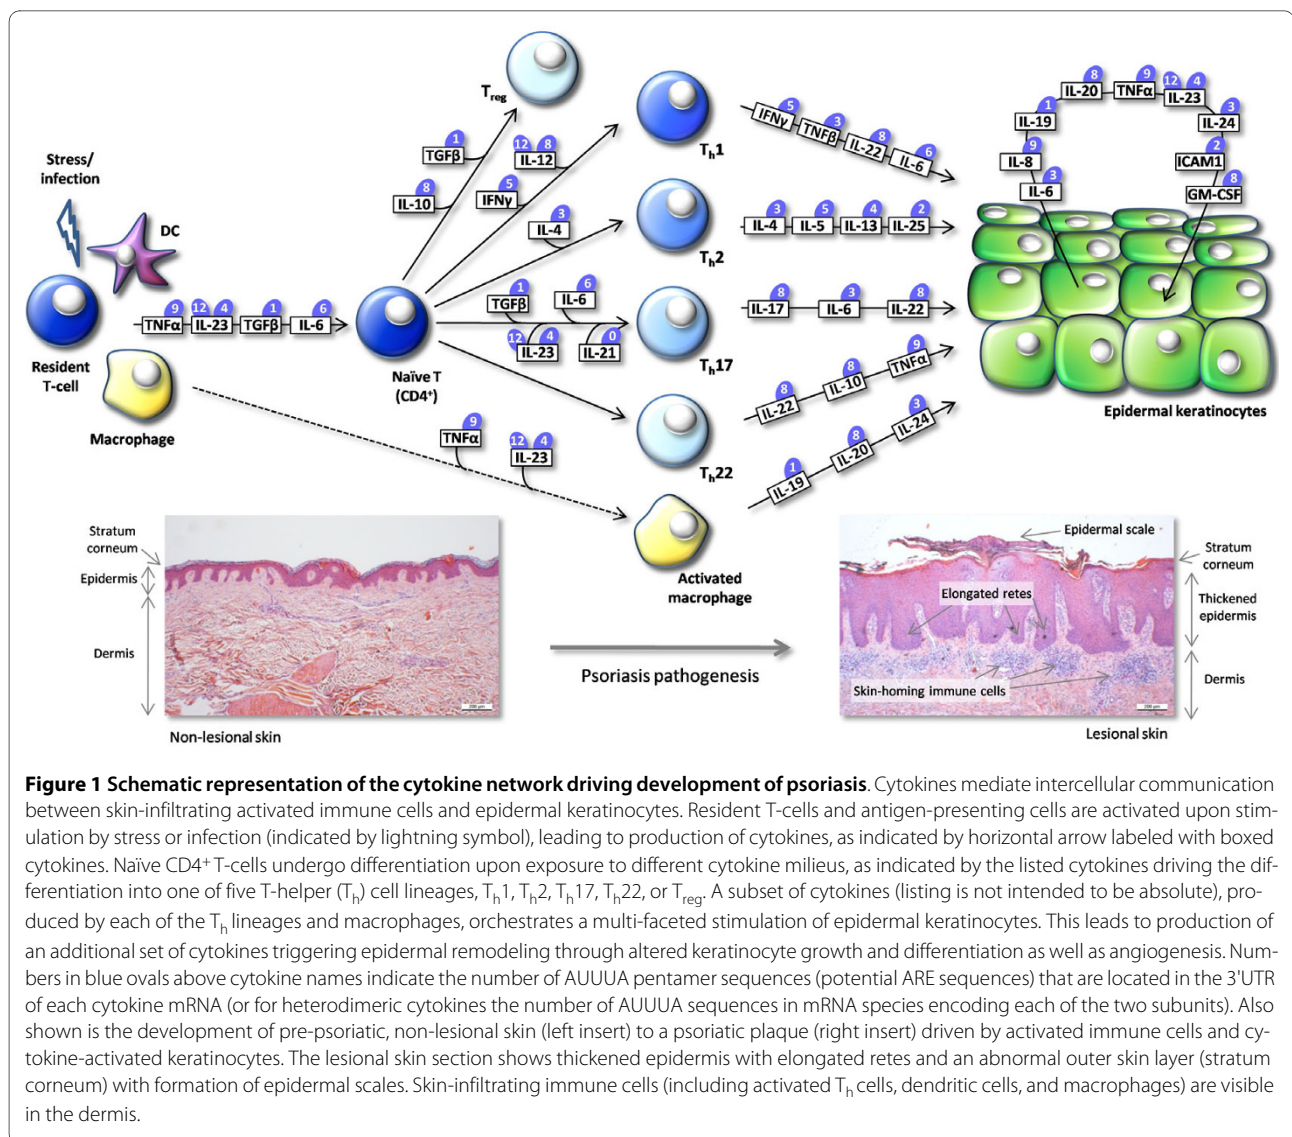 Stress/
infection
DC
Resident
T-cell
Macrophage
9
TNFα
12 4
IL-23
1
TGFβ
6
IL-6
Naïve T
(CD4⁺)
Treg
1
TGFβ
8
IL-10
12 8
IL-12
5
IFNγ
3
IL-4
1
TGFβ
6
IL-6
12 4
IL-23
0
IL-21
9
TNFα
12 4
IL-23
Th1
Th2
Th17
Th22
Activated
macrophage
5
IFNγ
3
TNFβ
8
IL-22
6
IL-6
3
IL-4
5
IL-5
4
IL-13
2
IL-25
8
IL-17
3
IL-6
8
IL-22
8
IL-22
8
IL-10
9
TNFα
1
IL-19
8
IL-20
3
IL-24
3
IL-6
9
IL-8
1
IL-19
8
IL-20
9
TNFα
12 4
IL-23
3
IL-24
2
ICAM1
8
GM-CSF
Epidermal keratinocytes
Stratum
corneum
Epidermis
Dermis
200 μm
Non-lesional skin
Psoriasis pathogenesis
Epidermal scale
Stratum
corneum
Elongated retes
Thickened
epidermis
Skin-homing immune cells
Dermis
200 μm
Lesional skin
Figure 1 Schematic representation of the cytokine network driving development of psoriasis. Cytokines mediate intercellular communication
between skin-infiltrating activated immune cells and epidermal keratinocytes. Resident T-cells and antigen-presenting cells are activated upon stim-
ulation by stress or infection (indicated by lightning symbol), leading to production of cytokines, as indicated by horizontal arrow labeled with boxed
cytokines. Naïve CD4⁺ T-cells undergo differentiation upon exposure to different cytokine milieus, as indicated by the listed cytokines driving the dif-
ferentiation into one of five T-helper (Th) cell lineages, Th1, Th2, Th17, Th22, or Treg. A subset of cytokines (listing is not intended to be absolute), pro-
duced by each of the Th lineages and macrophages, orchestrates a multi-faceted stimulation of epidermal keratinocytes. This leads to production of
an additional set of cytokines triggering epidermal remodeling through altered keratinocyte growth and differentiation as well as angiogenesis. Num-
bers in blue ovals above cytokine names indicate the number of AUUUA pentamer sequences (potential ARE sequences) that are located in the 3'UTR
of each cytokine mRNA (or for heterodimeric cytokines the number of AUUUA sequences in mRNA species encoding each of the two subunits). Also
shown is the development of pre-psoriatic, non-lesional skin (left insert) to a psoriatic plaque (right insert) driven by activated immune cells and cy-
tokine-activated keratinocytes. The lesional skin section shows thickened epidermis with elongated retes and an abnormal outer skin layer (stratum
corneum) with formation of epidermal scales. Skin-infiltrating immune cells (including activated Th cells, dendritic cells, and macrophages) are visible
in the dermis.